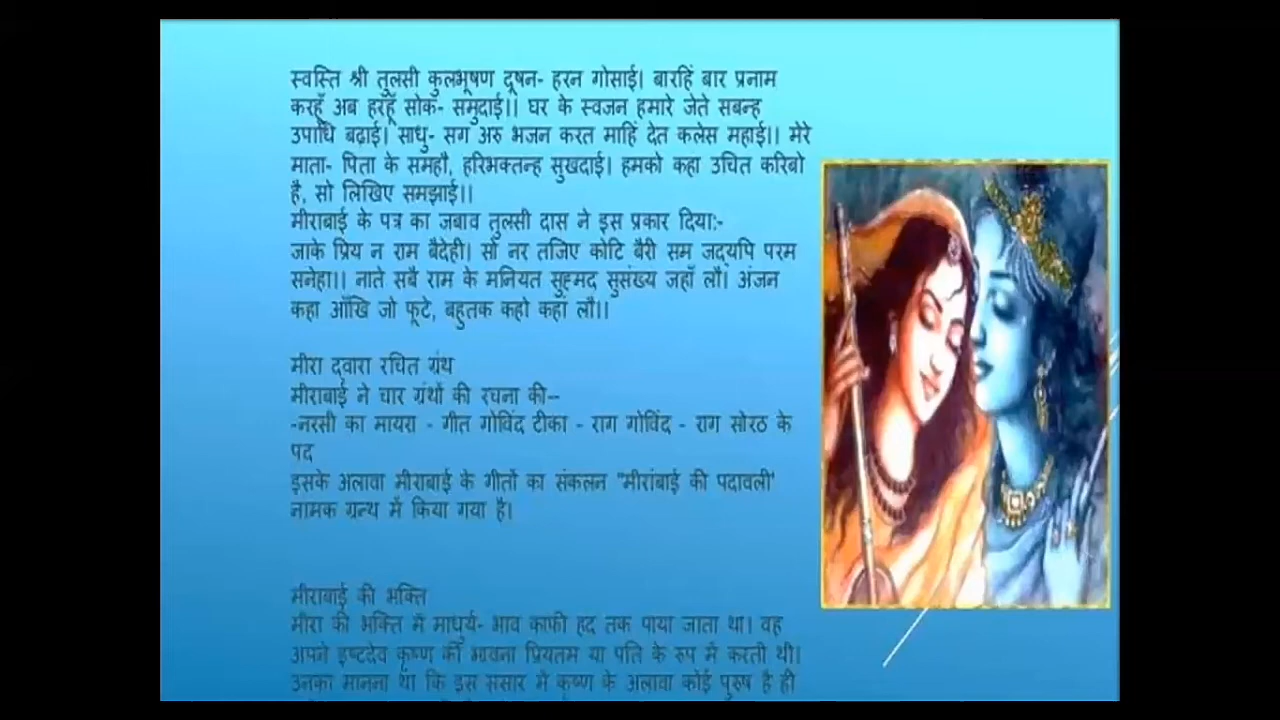 स्वस्ति श्री तुलसी कुलभूषण दूषन- हरन गोसाई। बारहिं बार प्रनाम
करहूँ अब हरहूँ सोक- समुदाई।। घर के स्वजन हमारे जेते सबन्ह
उपाधि बढ़ाई। साधु- सग अरु भजन करत माहिं देत कलेस महाई।। मेरे
माता- पिता के समहौ, हरिभक्तन्ह सुखदाई। हमको कहा उचित करिबो
है, सो लिखिए समझाई।।
मीराबाई के पत्र का जबाव तुलसी दास ने इस प्रकार दिया:-
जाके प्रिय न राम बैदेही। सो नर तजिए कोटि बैरी सम जद्यपि परम
सनेहा।। नाते सबै राम के मनियत सुह्मद सुसंख्य जहाँ लौ। अंजन
कहा आँखि जो फूटे, बहुतक कहो कहां लौ।।
मीरा द्वारा रचित ग्रंथ
मीराबाई ने चार ग्रंथों की रचना की--
-नरसी का मायरा - गीत गोविंद टीका - राग गोविंद - राग सोरठ के
पद
इसके अलावा मीराबाई के गीतों का संकलन "मीरांबाई की पदावली'
नामक ग्रन्थ में किया गया है।
मीराबाई की भक्ति
मीरा की भक्ति में माधुर्य- भाव काफी हद तक पाया जाता था। वह
अपने इष्टदेव कृष्ण की भावना प्रियतम या पति के रुप में करती थी।
उनका मानना था कि इस संसार में कृष्ण के अलावा कोई पुरुष है ही